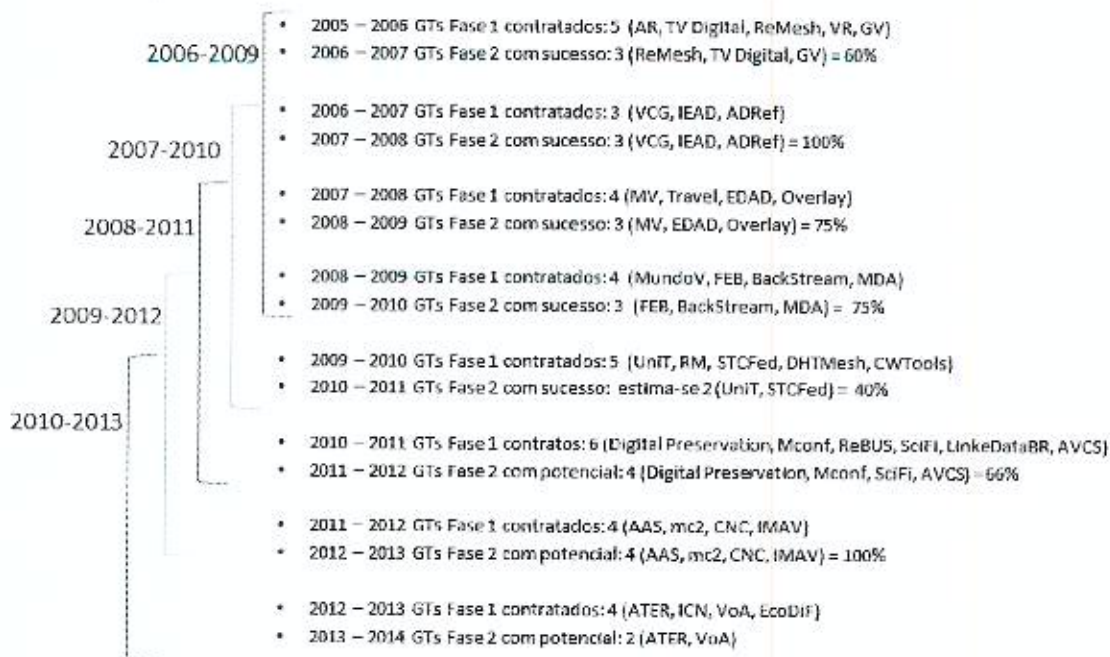 2006-2009
• 2005 – 2006 GTs Fase 1 contratados: 5 (AR, TV Digital, ReMesh, VR, GV)
• 2006 – 2007 GTs Fase 2 com sucesso: 3 (ReMesh, TV Digital, GV) = 60%
2007-2010
• 2006 – 2007 GTs Fase 1 contratados: 3 (VCG, IEAD, ADRef)
• 2007 – 2008 GTs Fase 2 com sucesso: 3 (VCG, IEAD, ADRef) = 100%
2008-2011
• 2007 – 2008 GTs Fase 1 contratados: 4 (MV, Travel, EDAD, Overlay)
• 2008 – 2009 GTs Fase 2 com sucesso: 3 (MV, EDAD, Overlay) = 75%
2009-2012
• 2008 – 2009 GTs Fase 1 contratados: 4 (MundoV, FEB, BackStream, MDA)
• 2009 – 2010 GTs Fase 2 com sucesso: 3 (FEB, BackStream, MDA) = 75%
2010-2013
• 2009 – 2010 GTs Fase 1 contratados: 5 (UniT, RM, STCFed, DHTMesh, CWTools)
• 2010 – 2011 GTs Fase 2 com sucesso: estima-se 2 (UniT, STCFed) = 40%
• 2010 – 2011 GTs Fase 1 contratos: 6 (Digital Preservation, Mconf, ReBUS, SciFi, LinkeDataBR, AVCS)
• 2011 – 2012 GTs Fase 2 com potencial: 4 (Digital Preservation, Mconf, SciFi, AVCS) = 66%
• 2011 – 2012 GTs Fase 1 contratados: 4 (AAS, mc2, CNC, IMAV)
• 2012 – 2013 GTs Fase 2 com potencial: 4 (AAS, mc2, CNC, IMAV) = 100%
• 2012 – 2013 GTs Fase 1 contratados: 4 (ATER, ICN, VoA, EcoDiF)
• 2013 – 2014 GTs Fase 2 com potencial: 2 (ATER, VoA)